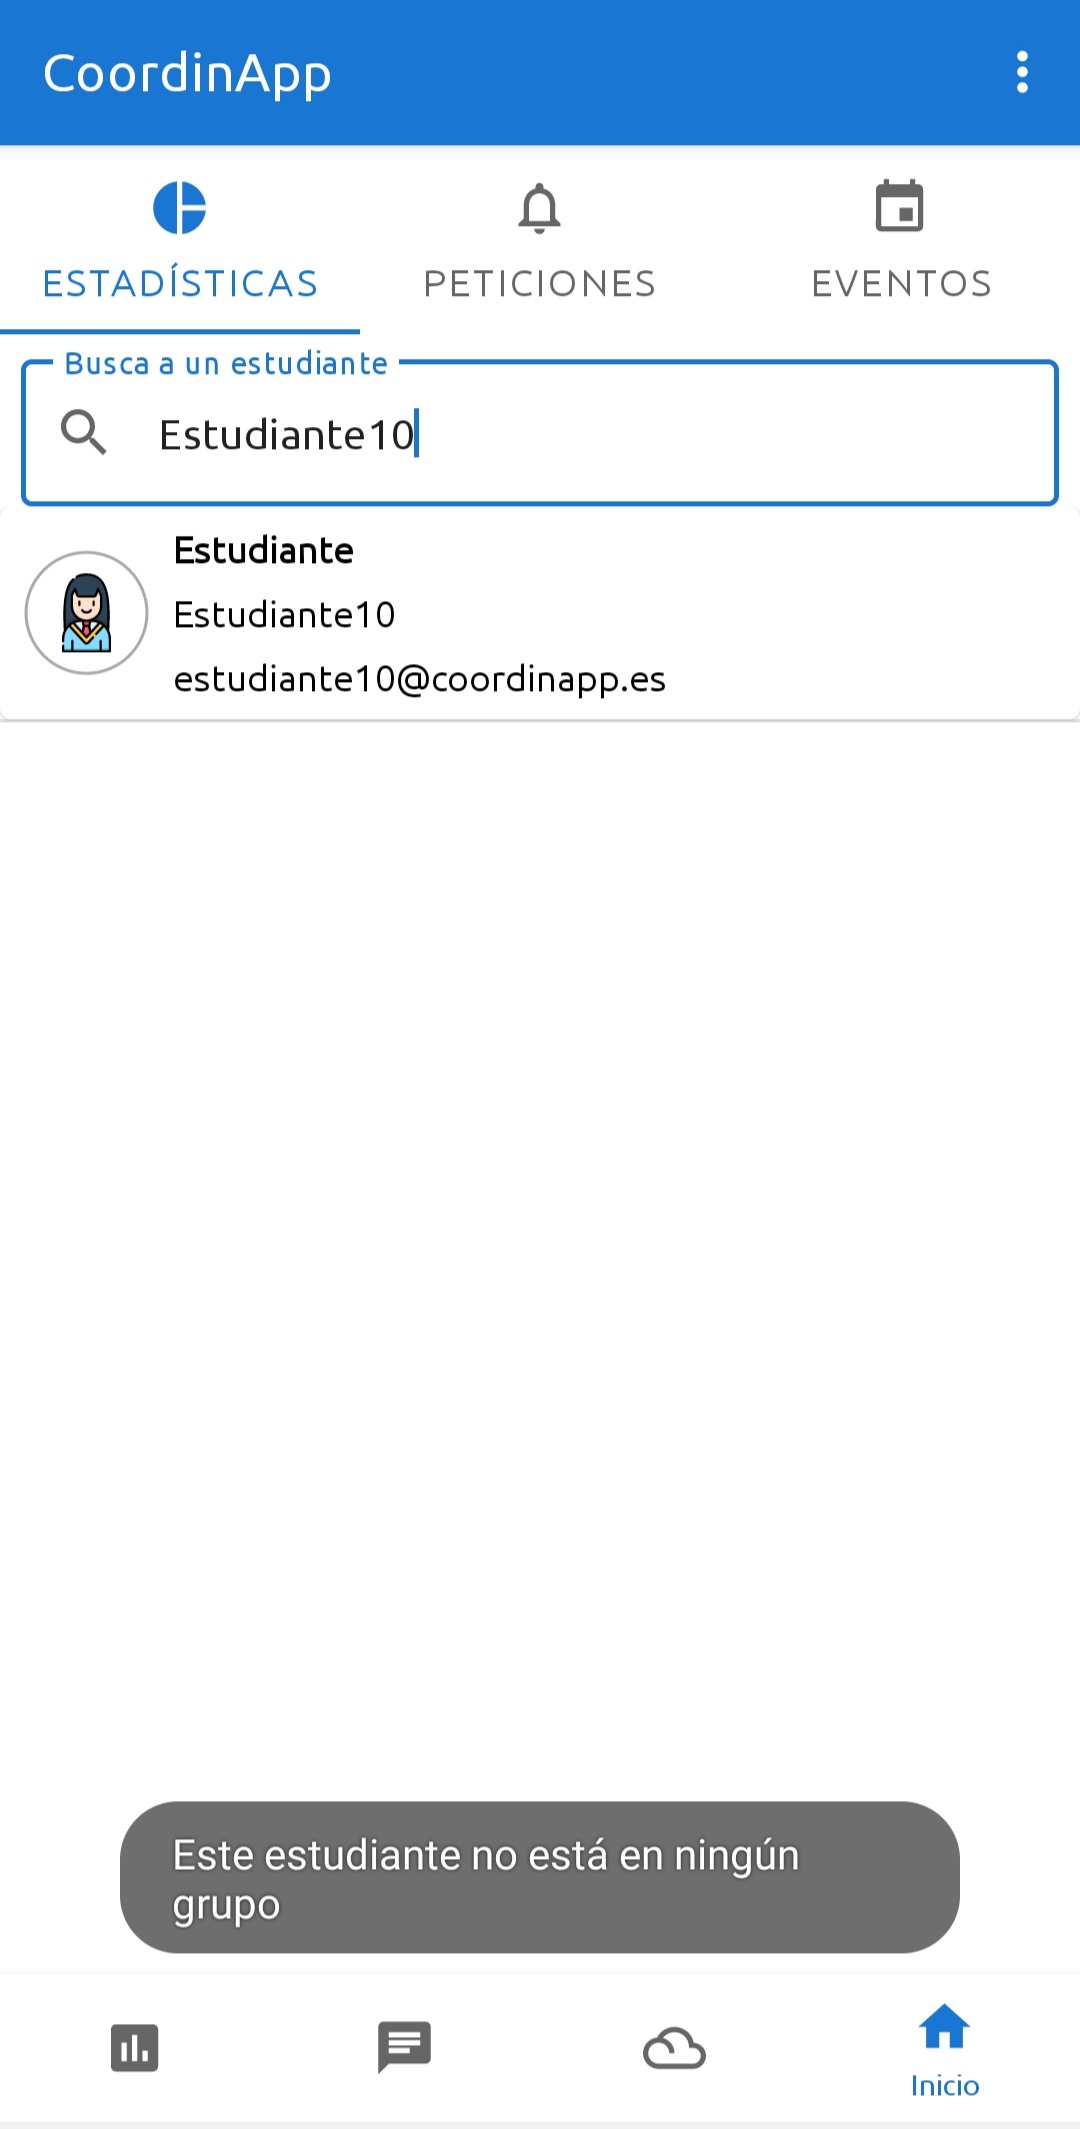 CoordinApp
ESTADÍSTICAS
PETICIONES
EVENTOS
Busca a un estudiante
Estudiante10
Estudiante
Estudiante10
estudiante10@coordinapp.es
Este estudiante no está en ningún
grupo
Inicio